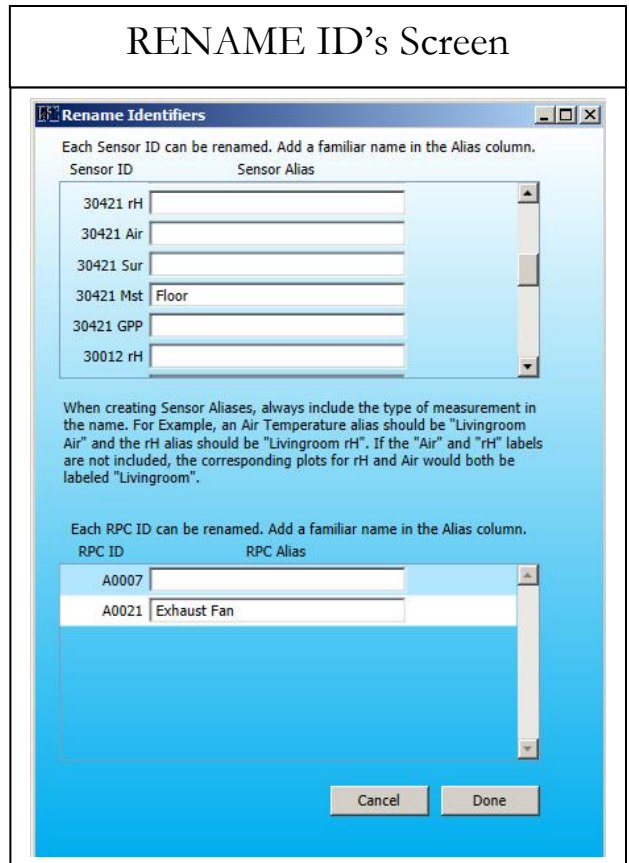 RENAME ID's Screen
Rename Identifiers
Each Sensor ID can be renamed. Add a familiar name in the Alias column.
Sensor ID Sensor Alias
30421 rH
30421 Air
30421 Sur
30421 Mst Floor
30421 GPP
30012 rH
When creating Sensor Aliases, always include the type of measurement in
the name. For Example, an Air Temperature alias should be "Livingroom
Air" and the rH alias should be "Livingroom rH". If the "Air" and "rH" labels
are not included, the corresponding plots for rH and Air would both be
labeled "Livingroom".
Each RPC ID can be renamed. Add a familiar name in the Alias column.
RPC ID RPC Alias
A0007
A0021 Exhaust Fan
Cancel Done